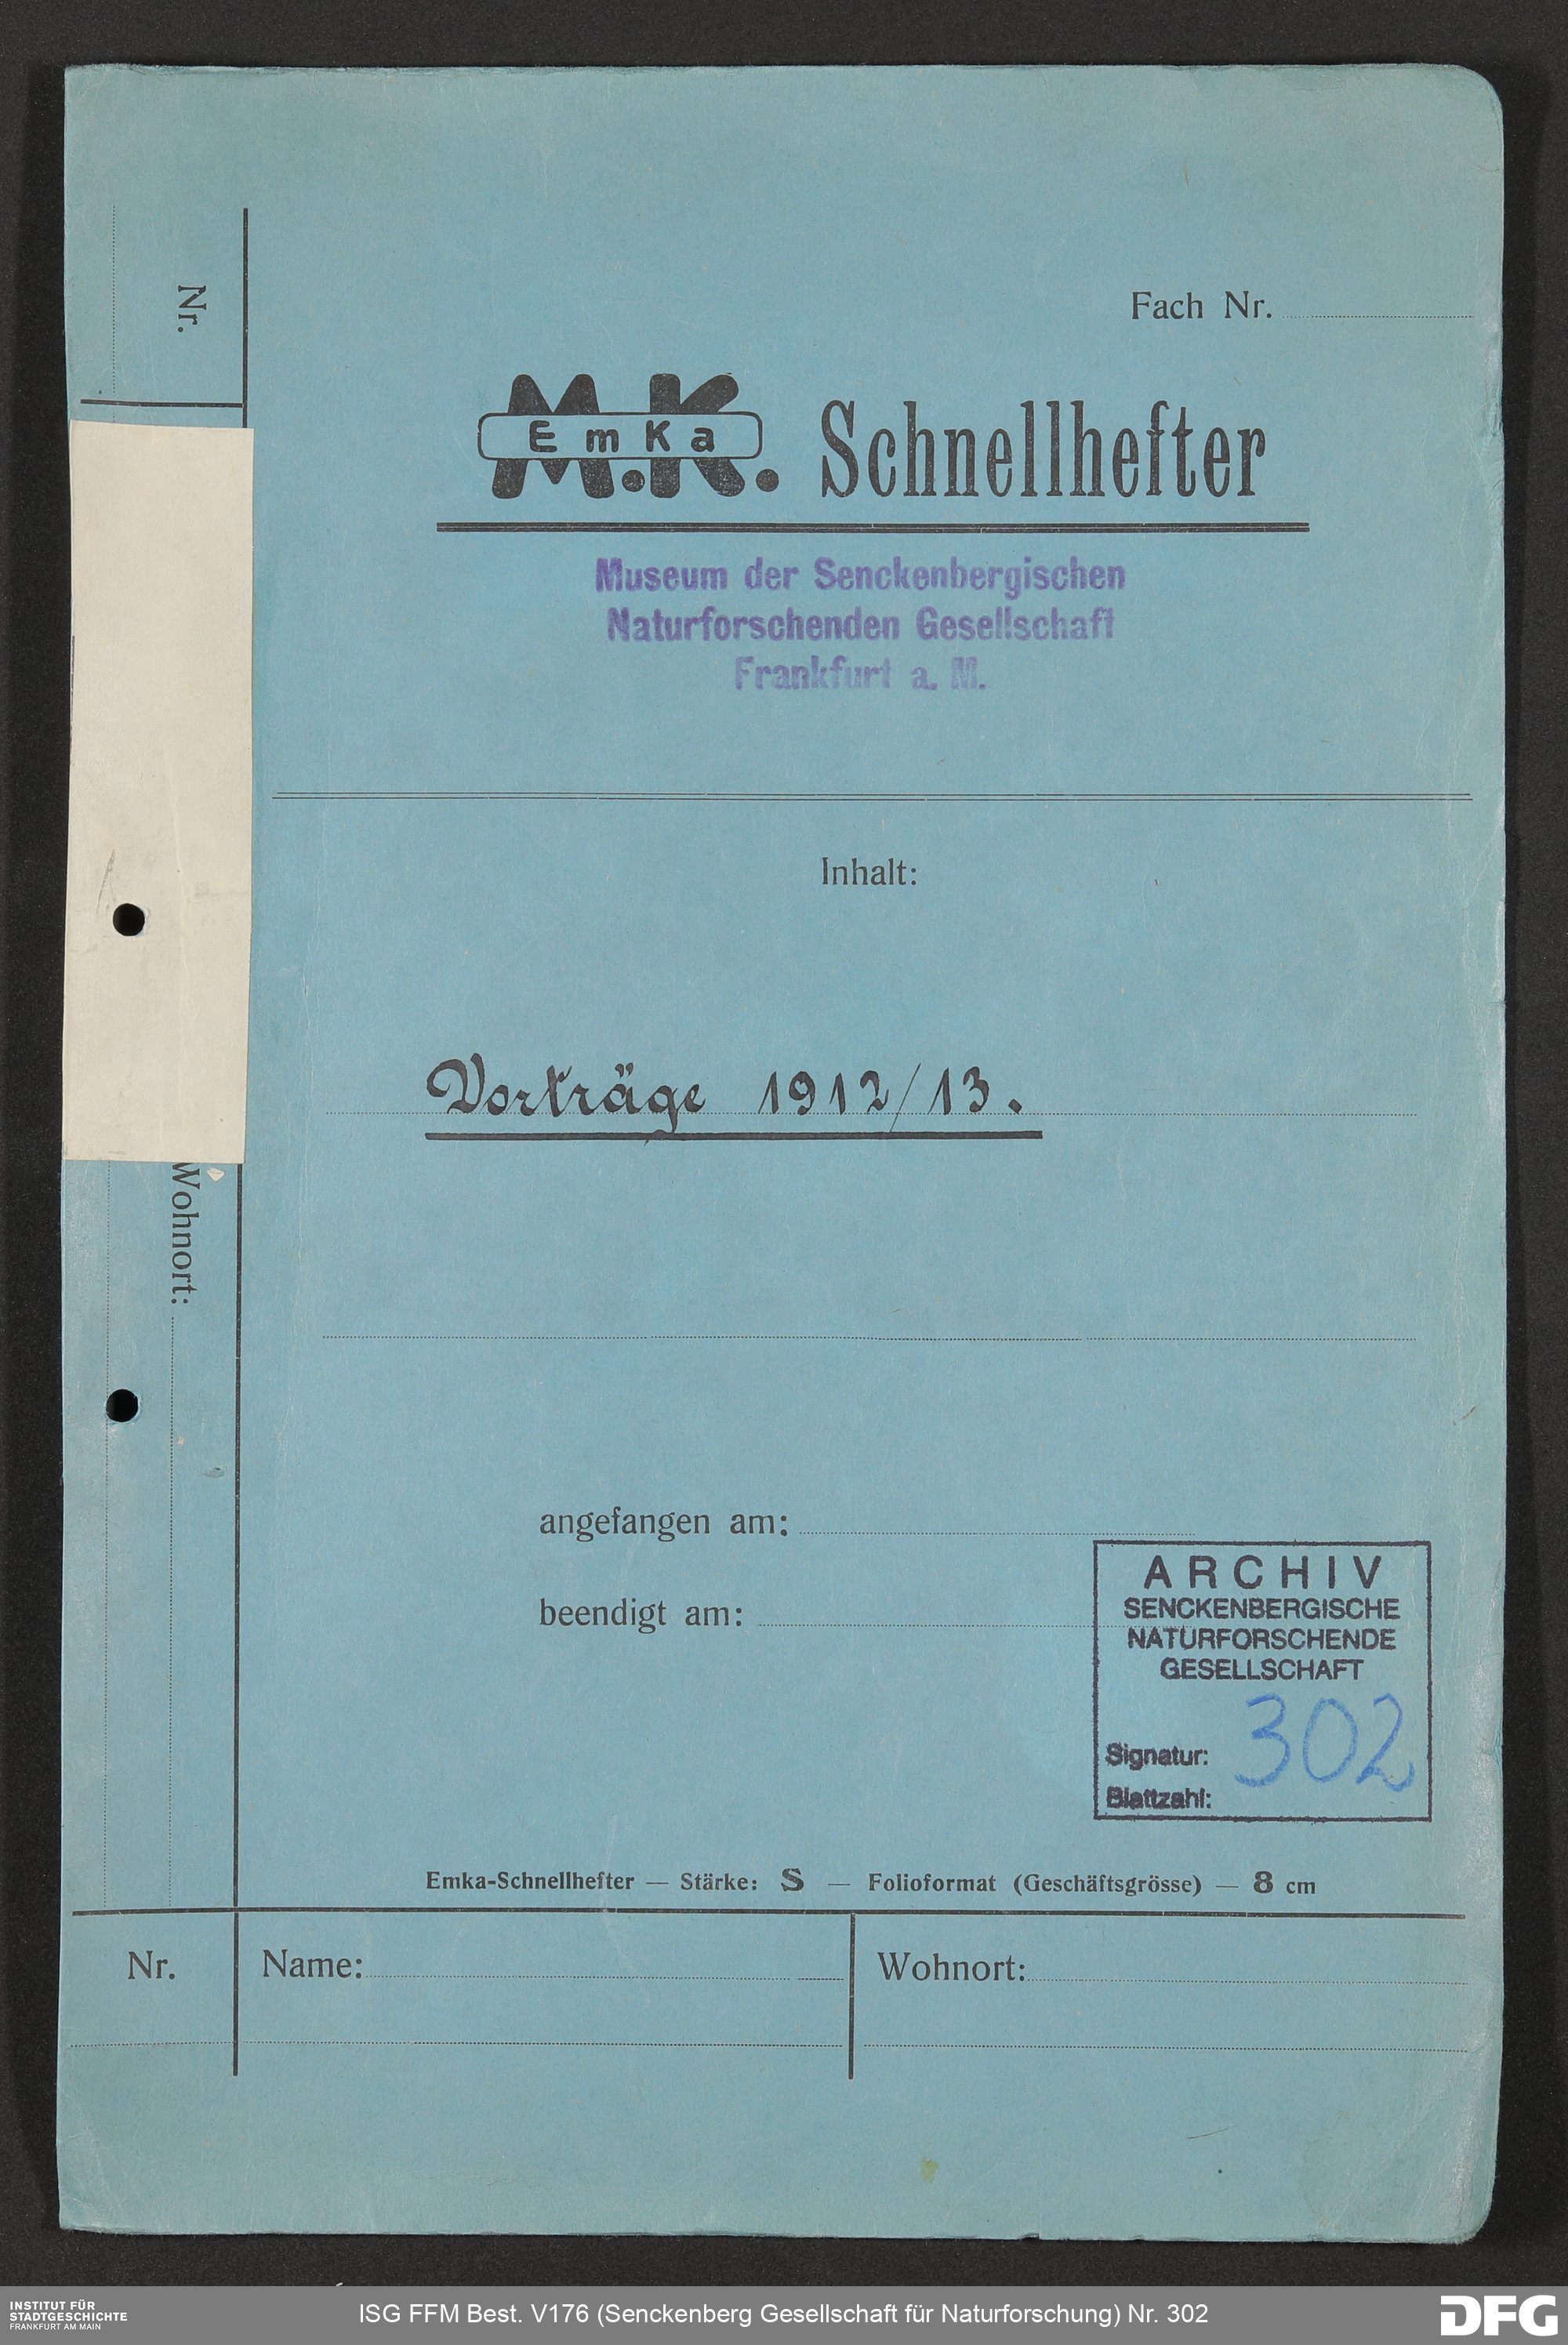 Nr.
Fach Nr.
M.K.
EmKa
Schnellhefter
Museum der Senckenbergischen
Naturforschenden Gesellschaft
Frankfurt a. M.
Inhalt:
Vorträge 1912/13.
Wohnort:
angefangen am:
beendigt am:
ARCHIV
SENCKENBERGISCHE
NATURFORSCHENDE
GESELLSCHAFT
Signatur: 302
Blattzahl:
Emka-Schnellhefter — Stärke: S — Folioformat (Geschäftsgrösse) — 8 cm
Nr.
Name:
Wohnort:
INSTITUT FÜR
STADTGESCHICHTE
FRANKFURT AM MAIN
ISG FFM Best. V176 (Senckenberg Gesellschaft für Naturforschung) Nr. 302
DFG